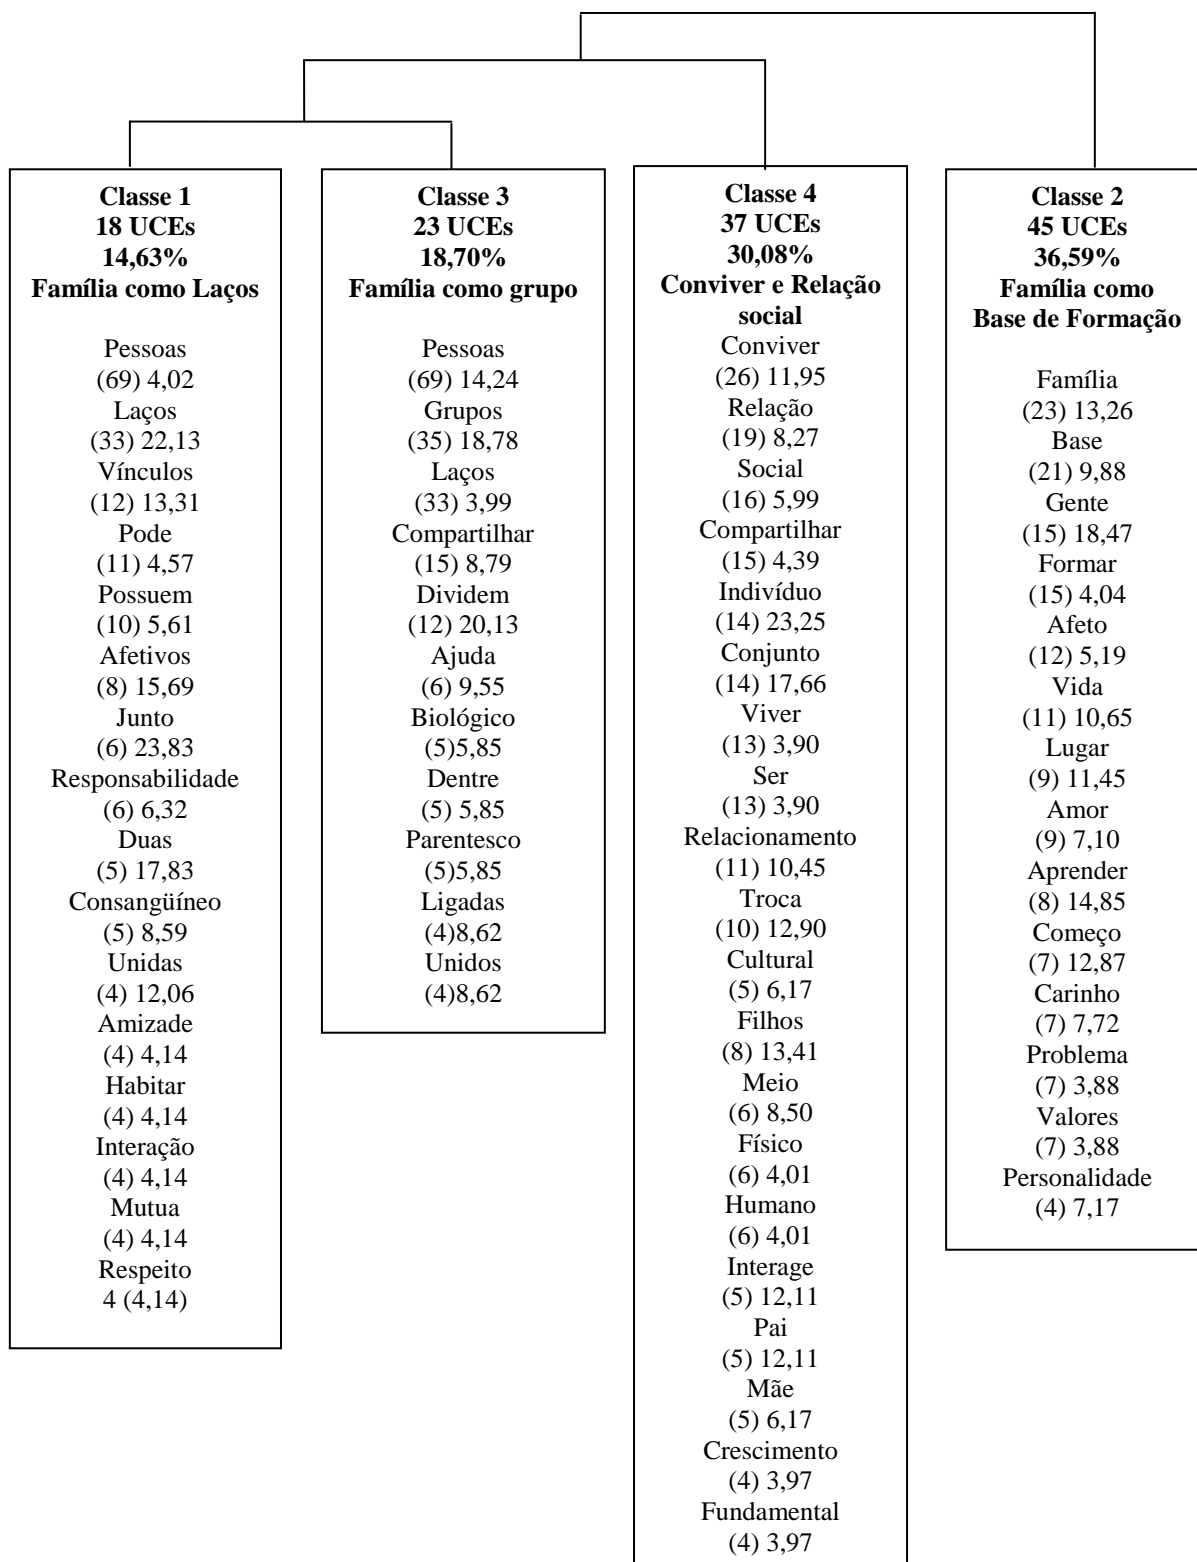 Classe 1
18 UCEs
14,63%
Família como Laços
Pessoas
(69) 4,02
Laços
(33) 22,13
Vínculos
(12) 13,31
Pode
(11) 4,57
Possuem
(10) 5,61
Afetivos
(8) 15,69
Junto
(6) 23,83
Responsabilidade
(6) 6,32
Duas
(5) 17,83
Consangüíneo
(5) 8,59
Unidas
(4) 12,06
Amizade
(4) 4,14
Habitar
(4) 4,14
Interação
(4) 4,14
Mutua
(4) 4,14
Respeito
4 (4,14)
Classe 3
23 UCEs
18,70%
Família como grupo
Pessoas
(69) 14,24
Grupos
(35) 18,78
Laços
(33) 3,99
Compartilhar
(15) 8,79
Dividem
(12) 20,13
Ajuda
(6) 9,55
Biológico
(5)5,85
Dentre
(5) 5,85
Parentesco
(5)5,85
Ligadas
(4)8,62
Unidos
(4)8,62
Classe 4
37 UCEs
30,08%
Conviver e Relação
social
Conviver
(26) 11,95
Relação
(19) 8,27
Social
(16) 5,99
Compartilhar
(15) 4,39
Indivíduo
(14) 23,25
Conjunto
(14) 17,66
Viver
(13) 3,90
Ser
(13) 3,90
Relacionamento
(11) 10,45
Troca
(10) 12,90
Cultural
(5) 6,17
Filhos
(8) 13,41
Meio
(6) 8,50
Físico
(6) 4,01
Humano
(6) 4,01
Interage
(5) 12,11
Pai
(5) 12,11
Mãe
(5) 6,17
Crescimento
(4) 3,97
Fundamental
(4) 3,97
Classe 2
45 UCEs
36,59%
Família como
Base de Formação
Família
(23) 13,26
Base
(21) 9,88
Gente
(15) 18,47
Formar
(15) 4,04
Afeto
(12) 5,19
Vida
(11) 10,65
Lugar
(9) 11,45
Amor
(9) 7,10
Aprender
(8) 14,85
Começo
(7) 12,87
Carinho
(7) 7,72
Problema
(7) 3,88
Valores
(7) 3,88
Personalidade
(4) 7,17